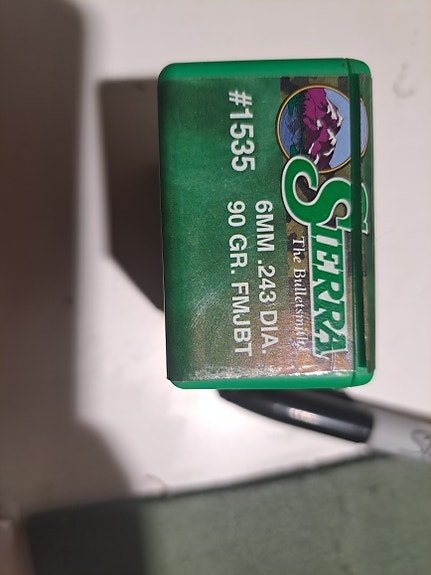 SIERRA
The Bulletsmiths
#1535
6MM .243 DIA.
90 GR. FMJBT